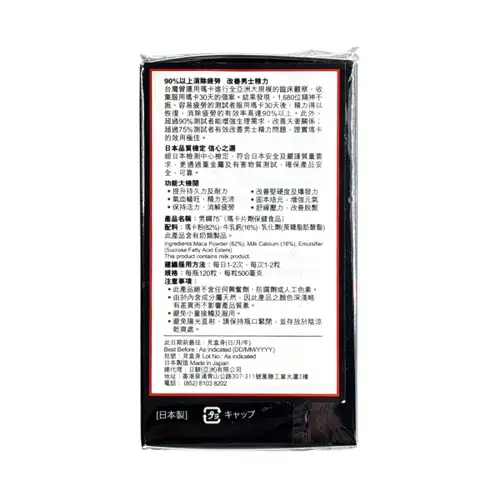 90%以上消除疲勞 改善男士精力
台灣曾運用瑪卡進行全亞洲大規模的臨床觀察，收
集服用瑪卡30天的個案。結果發現，1,680位精神不
振、容易疲勞的測試者服用瑪卡30天後，精力得以
恢復，消除疲勞的有效率高達90%以上。此外，
超過90%測試者能增強生理需求，改善夫妻關係；
超過75%測試者有效改善男士精力問題，證實瑪卡
的效用極佳。
日本品質檢定 信心之選
經日本檢測中心檢定，符合日本安全及嚴謹質量要
求，更通過重金屬及有害物質測試，確保產品安
全，可靠。
功能大檢閱
• 提升持久力及耐力 • 改善堅硬度及爆發力
• 氣血暢旺，精力充沛 • 固本培元，增強元氣
• 保持活力，消解疲勞 • 舒緩壓力，改善脫髮
產品名稱：男鋼75+（瑪卡片劑保健食品）
配料：瑪卡粉(82%)，牛乳鈣(16%)，乳化劑(蔗糖脂肪酸酯)
此產品含有奶類製品。
Ingredients:Maca Powder (82%), Milk Calcium (16%), Emulsifier
(Sucrose Fatty Acid Esters)
This product contains milk product.
建議服用方法：每日1-2次，每次1-2粒
規格：每瓶120粒，每粒500毫克
注意事項：
• 此產品絕不含任何興奮劑，防腐劑或人工色素。
• 由於內含成分屬天然，因此產品之顏色深淺略
有差異而不影響產品質素。
• 避免小童接觸及服用。
• 避免陽光直射，請保持瓶口緊閉，並存放於陰涼
乾爽處。
此日期前最佳：見盒身(日/月/年)
Best Before : As indicated (DD/MM/YYYY)
批號：見盒身 Lot No.: As indicated
日本製造 Made in Japan
總代理：日駿(亞洲)有限公司
地址：香港葵涌青山公路307-311號萬勝工業大廈2樓
電話： (852) 8103 8202
[日本製] プラ キャップ